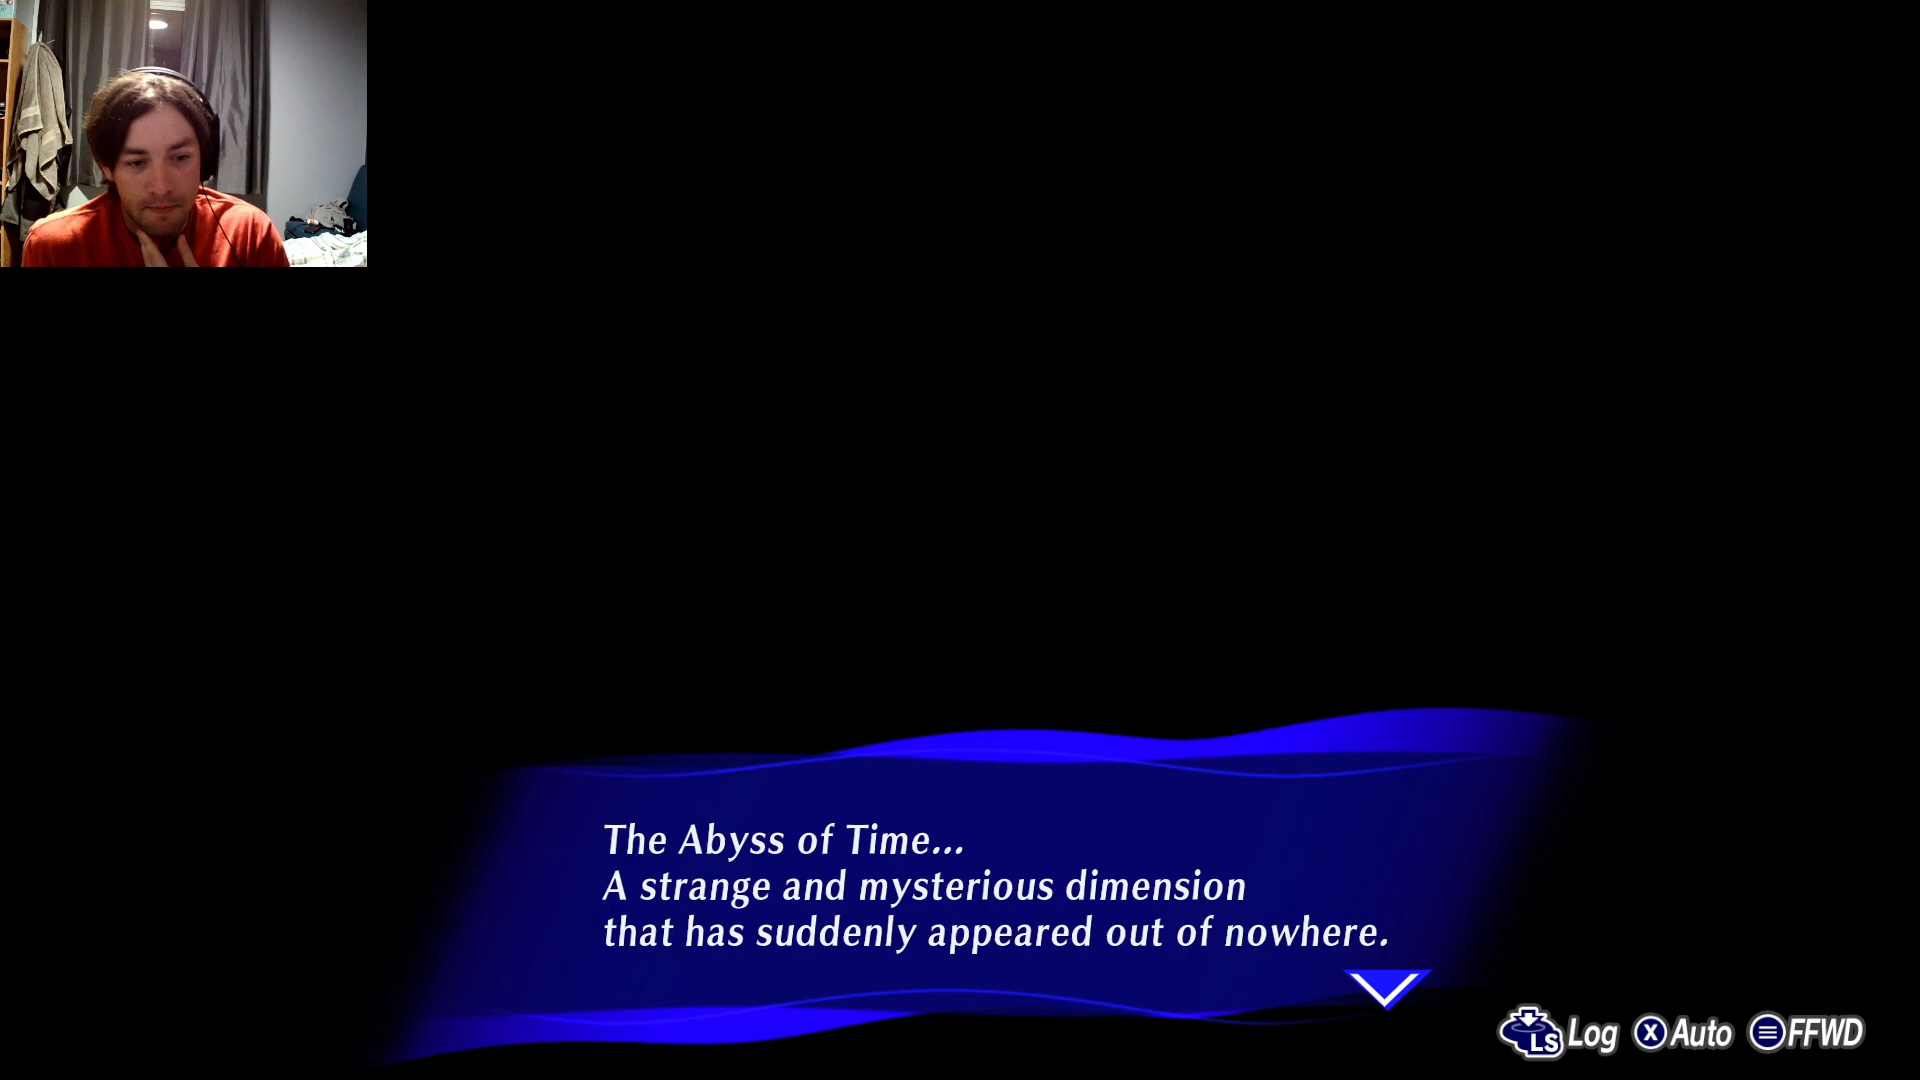 The Abyss of Time...
A strange and mysterious dimension
that has suddenly appeared out of nowhere.
LS Log X Auto FFWD